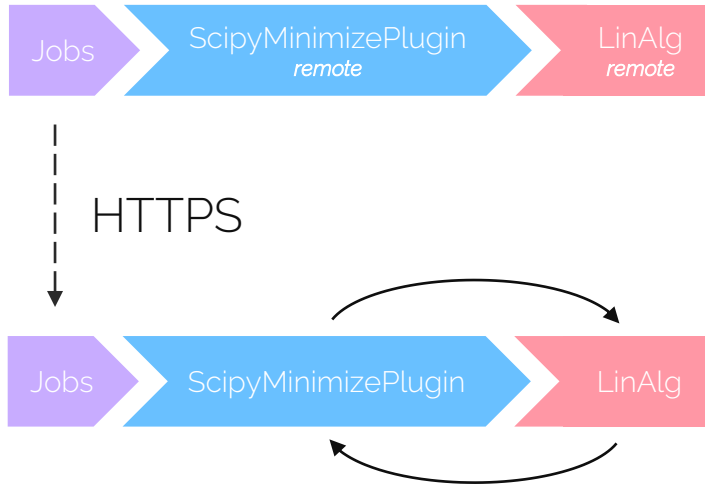 Jobs
ScipyMinimizePlugin
remote
LinAlg
remote
HTTPS
Jobs
ScipyMinimizePlugin
LinAlg